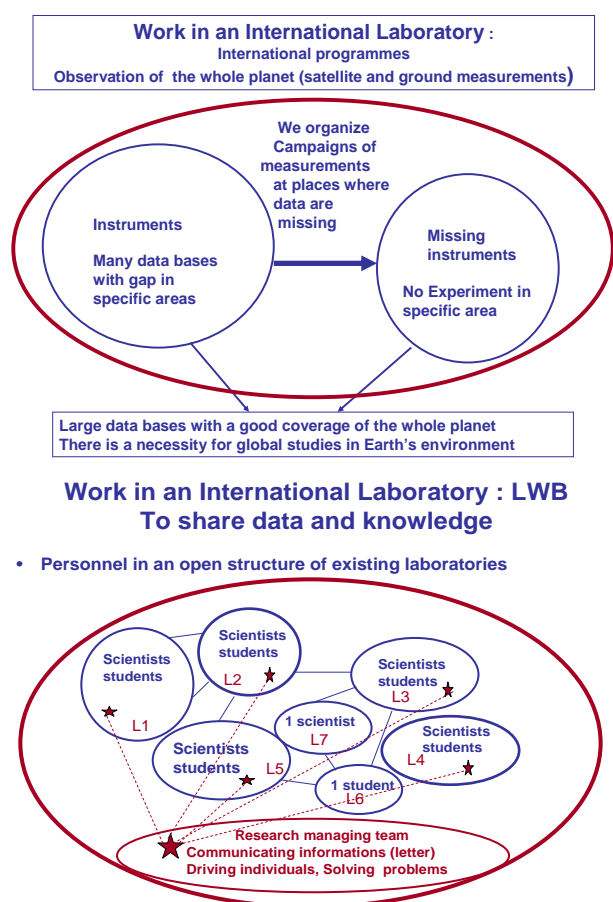 Work in an International Laboratory :
International programmes
Observation of the whole planet (satellite and ground measurements)
We organize
Campaigns of
measurements
at places where
data are
missing
Instruments
Many data bases
with gap in
specific areas
Missing
instruments
No Experiment in
specific area
Large data bases with a good coverage of the whole planet
There is a necessity for global studies in Earth's environment
Work in an International Laboratory : LWB
To share data and knowledge
• Personnel in an open structure of existing laboratories
Scientists
students
L1
Scientists
students
L2
Scientists
students
L3
1 scientist
L7
Scientists
students
L4
Scientists
students
L5
1 student
L6
Research managing team
Communicating informations (letter)
Driving individuals, Solving problems